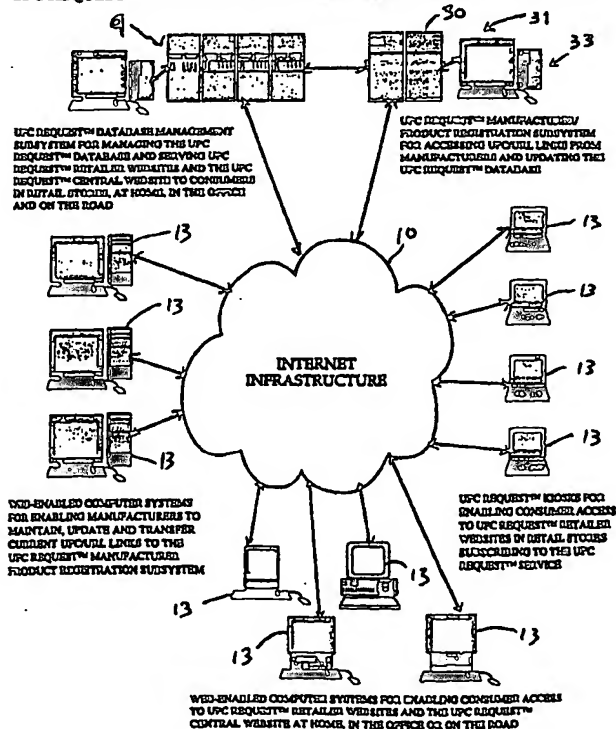 9
30
31
33
UPC REQUEST™ DATABASE MANAGEMENT
SUBSYSTEM FOR MANAGING THE UPC
REQUEST™ DATABASE AND SERVING UPC
REQUEST™ RETAILER WEBSITES AND THE UPC
REQUEST™ CENTRAL WEBSITE TO CONSUMERS
IN RETAIL STORES, AT HOME, IN THE OFFICE
AND ON THE ROAD
UPC REQUEST™ MANUFACTURER/
PRODUCT REGISTRATION SUBSYSTEM
FOR ACCESSING UPC/URL LINKS FROM
MANUFACTURERS AND UPDATING THE
UPC REQUEST™ DATABASE
10
13
13
13
13
13
13
13
INTERNET
INFRASTRUCTURE
WEB-ENABLED COMPUTER SYSTEMS
FOR ENABLING MANUFACTURERS TO
MAINTAIN, UPDATE AND TRANSFER
CURRENT UPC/URL LINKS TO THE
UPC REQUEST™ MANUFACTURER
PRODUCT REGISTRATION SUBSYSTEM
UPC REQUEST™ KIOSKS FOR
ENABLING CONSUMER ACCESS
TO UPC REQUEST™ RETAILER
WEBSITES IN RETAIL STORES
SUBSCRIBING TO THE UPC
REQUEST™ SERVICE
13
13
13
13
WEB-ENABLED COMPUTER SYSTEMS FOR ENABLING CONSUMER ACCESS
TO UPC REQUEST™ RETAILER WEBSITES AND THE UPC REQUEST™
CENTRAL WEBSITE AT HOME, IN THE OFFICE OR ON THE ROAD